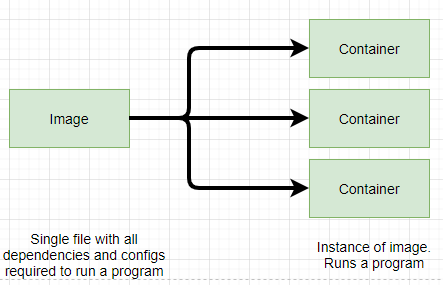 Container
Image
Container
Container
Single file with all
dependencies and configs
required to run a program
Instance of image.
Runs a program